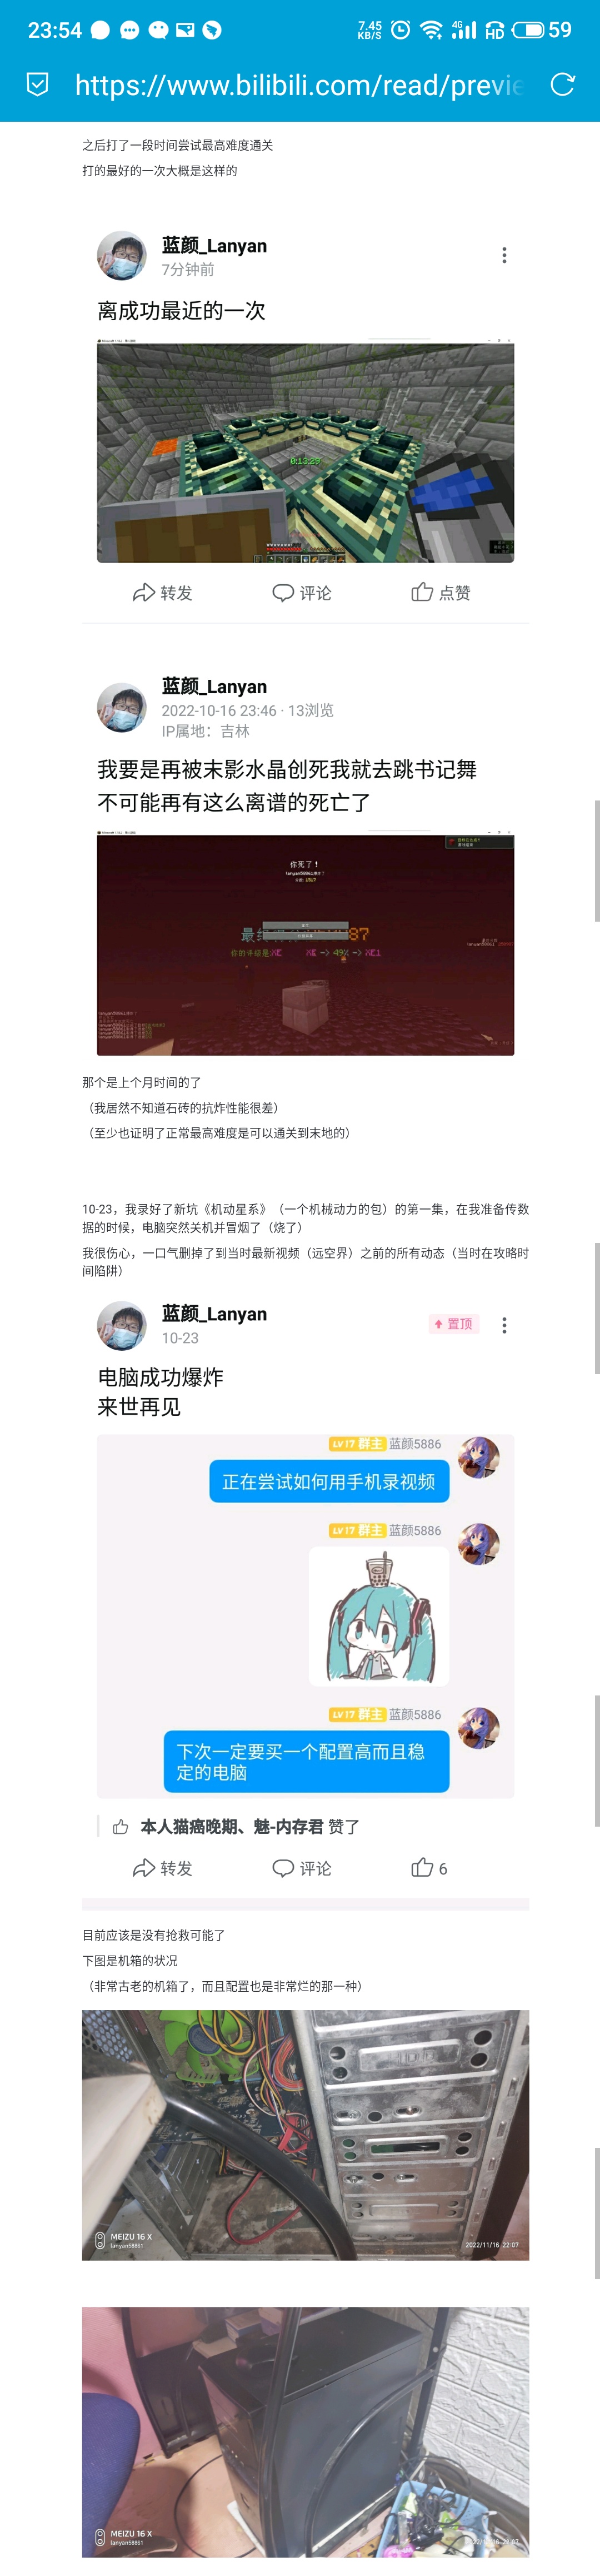 23:54
7.45
KB/S
4G
HD
59
https://www.bilibili.com/read/previe
之后打了一段时间尝试最高难度通关
打的最好的一次大概是这样的
蓝颜_Lanyan
7分钟前
离成功最近的一次
0:13:29
转发
评论
点赞
蓝颜_Lanyan
2022-10-16 23:46 · 13浏览
IP属地：吉林
我要是再被末影水晶创死我就去跳书记舞
不可能再有这么离谱的死亡了
你死了！
87
你的评级是
49%
那个是上个月时间的了
（我居然不知道石砖的抗炸性能很差）
（至少也证明了正常最高难度是可以通关到末地的）
10-23，我录好了新坑《机动星系》（一个机械动力的包）的第一集，在我准备传数
据的时候，电脑突然关机并冒烟了（烧了）
我很伤心，一口气删掉了到当时最新视频（远空界）之前的所有动态（当时在攻略时
间陷阱）
蓝颜_Lanyan
10-23
置顶
电脑成功爆炸
来世再见
LV17 群主 蓝颜5886
正在尝试如何用手机录视频
LV17 群主 蓝颜5886
LV17 群主 蓝颜5886
下次一定要买一个配置高而且稳
定的电脑
本人猫癌晚期、魅-内存君 赞了
转发
评论
6
目前应该是没有抢救可能了
下图是机箱的状况
（非常古老的机箱了，而且配置也是非常烂的那一种）
MEIZU 16 X
lanyan58861
2022/11/16 22:07
MEIZU 16 X
lanyan58861